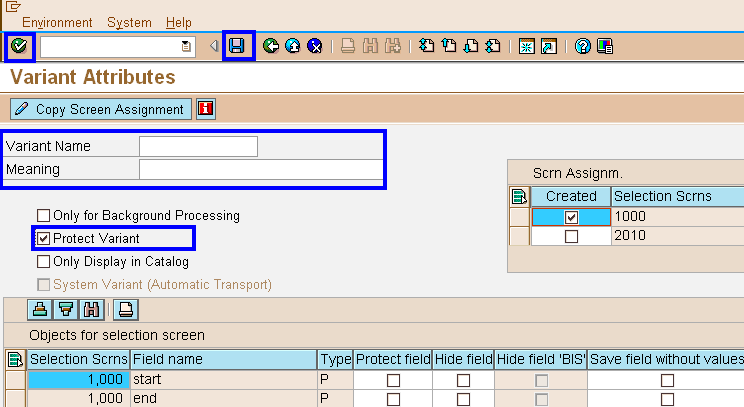 Environment System Help
Variant Attributes
Copy Screen Assignment
Variant Name
Meaning
Scrn Assignm.
Created Selection Scrns
1000
2010
Only for Background Processing
Protect Variant
Only Display in Catalog
System Variant (Automatic Transport)
Objects for selection screen
Selection Scrns Field name Type Protect field Hide field Hide field 'BIS' Save field without values
1,000 start P
1,000 end P